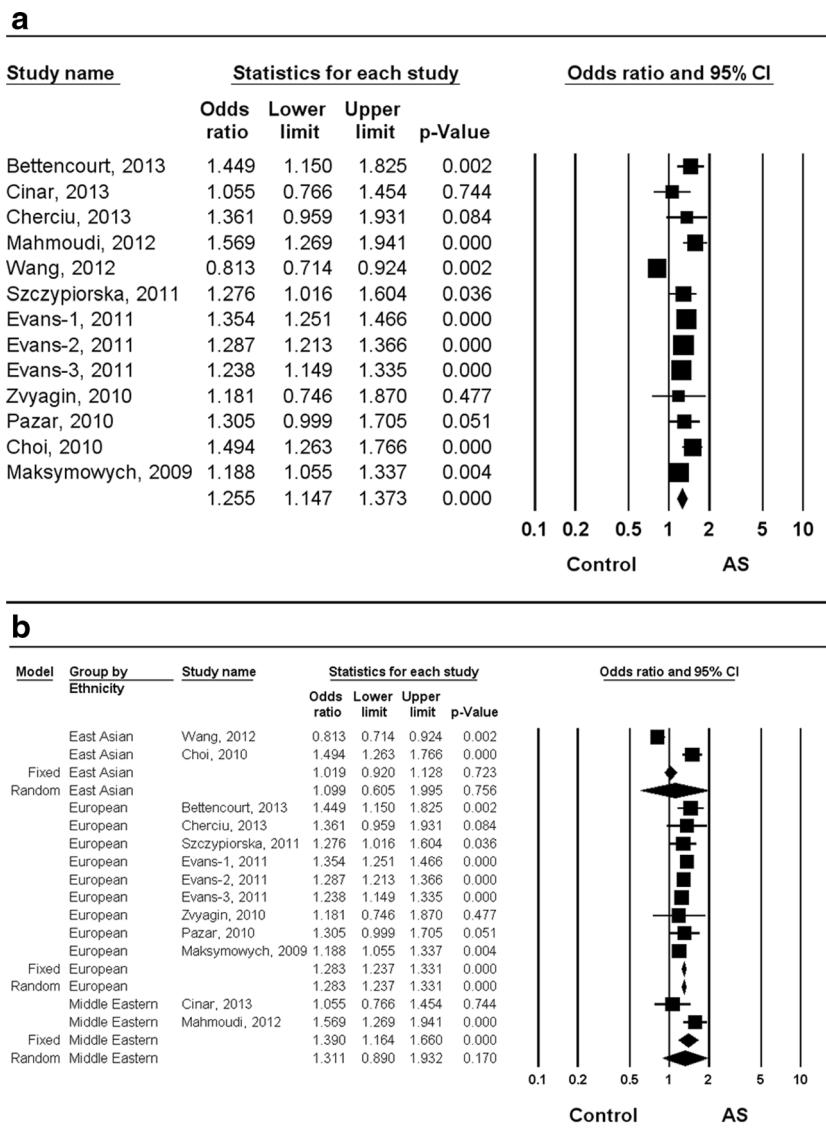 a
Study name Statistics for each study Odds ratio and 95% CI
Odds Lower Upper
ratio limit limit p-Value
Bettencourt, 2013 1.449 1.150 1.825 0.002
Cinar, 2013 1.055 0.766 1.454 0.744
Cherciu, 2013 1.361 0.959 1.931 0.084
Mahmoudi, 2012 1.569 1.269 1.941 0.000
Wang, 2012 0.813 0.714 0.924 0.002
Szczypiorska, 2011 1.276 1.016 1.604 0.036
Evans-1, 2011 1.354 1.251 1.466 0.000
Evans-2, 2011 1.287 1.213 1.366 0.000
Evans-3, 2011 1.238 1.149 1.335 0.000
Zvyagin, 2010 1.181 0.746 1.870 0.477
Pazar, 2010 1.305 0.999 1.705 0.051
Choi, 2010 1.494 1.263 1.766 0.000
Maksymowych, 2009 1.188 1.055 1.337 0.004
1.255 1.147 1.373 0.000
0.1 0.2 0.5 1 2 5 10
Control AS
b
Model Group by Study name Statistics for each study Odds ratio and 95% CI
Ethnicity
Odds Lower Upper
ratio limit limit p-Value
East Asian Wang, 2012 0.813 0.714 0.924 0.002
East Asian Choi, 2010 1.494 1.263 1.766 0.000
Fixed East Asian 1.019 0.920 1.128 0.723
Random East Asian 1.099 0.605 1.995 0.756
European Bettencourt, 2013 1.449 1.150 1.825 0.002
European Cherciu, 2013 1.361 0.959 1.931 0.084
European Szczypiorska, 2011 1.276 1.016 1.604 0.036
European Evans-1, 2011 1.354 1.251 1.466 0.000
European Evans-2, 2011 1.287 1.213 1.366 0.000
European Evans-3, 2011 1.238 1.149 1.335 0.000
European Zvyagin, 2010 1.181 0.746 1.870 0.477
European Pazar, 2010 1.305 0.999 1.705 0.051
European Maksymowych, 2009 1.188 1.055 1.337 0.004
Fixed European 1.283 1.237 1.331 0.000
Random European 1.283 1.237 1.331 0.000
Middle Eastern Cinar, 2013 1.055 0.766 1.454 0.744
Middle Eastern Mahmoudi, 2012 1.569 1.269 1.941 0.000
Fixed Middle Eastern 1.390 1.164 1.660 0.000
Random Middle Eastern 1.311 0.890 1.932 0.170
0.1 0.2 0.5 1 2 5 10
Control AS